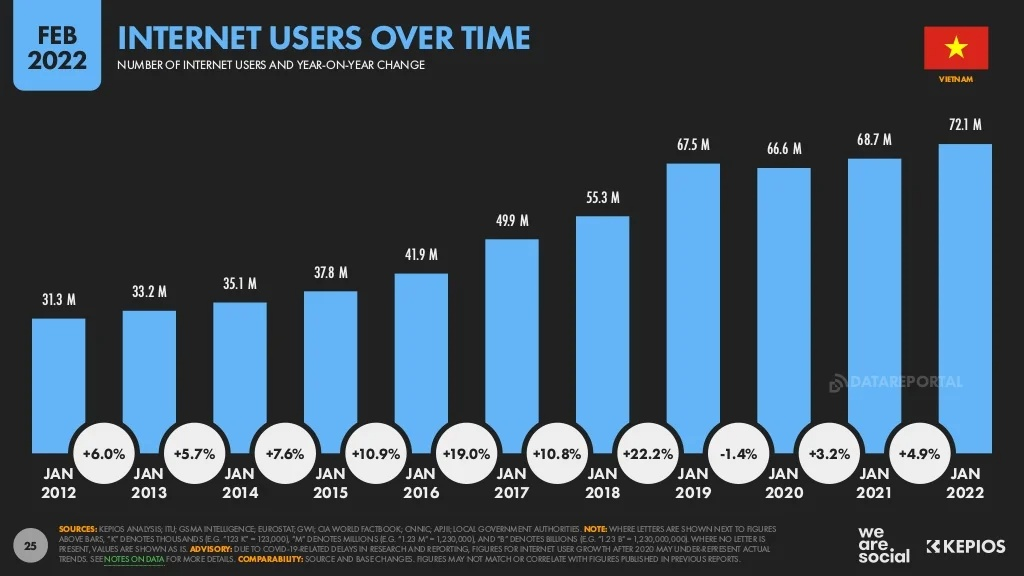 FEB
2022
INTERNET USERS OVER TIME
NUMBER OF INTERNET USERS AND YEAR-ON-YEAR CHANGE
VIETNAM
31.3 M
33.2 M
35.1 M
37.8 M
41.9 M
49.9 M
55.3 M
67.5 M
66.6 M
68.7 M
72.1 M
DATAREPORTAL
+6.0%
+5.7%
+7.6%
+10.9%
+19.0%
+10.8%
+22.2%
-1.4%
+3.2%
+4.9%
JAN
2012
JAN
2013
JAN
2014
JAN
2015
JAN
2016
JAN
2017
JAN
2018
JAN
2019
JAN
2020
JAN
2021
JAN
2022
25
SOURCES: KEPIOS ANALYSIS; ITU; GSMA INTELLIGENCE; EUROSTAT; GWI; CIA WORLD FACTBOOK; CNNIC; APJII; LOCAL GOVERNMENT AUTHORITIES. NOTE: WHERE LETTERS ARE SHOWN NEXT TO FIGURES
ABOVE BARS, "K" DENOTES THOUSANDS (E.G. "123 K" = 123,000), "M" DENOTES MILLIONS (E.G. "1.23 M" = 1,230,000), AND "B" DENOTES BILLIONS (E.G. "1.23 B" = 1,230,000,000). WHERE NO LETTER IS
PRESENT, VALUES ARE SHOWN AS IS. ADVISORY: DUE TO COVID-19-RELATED DELAYS IN RESEARCH AND REPORTING, FIGURES FOR INTERNET USER GROWTH AFTER 2020 MAY UNDER-REPRESENT ACTUAL
TRENDS. SEE NOTES ON DATA FOR MORE DETAILS. COMPARABILITY: SOURCE AND BASE CHANGES. FIGURES MAY NOT MATCH OR CORRELATE WITH FIGURES PUBLISHED IN PREVIOUS REPORTS.
we
are
social
KEPIOS